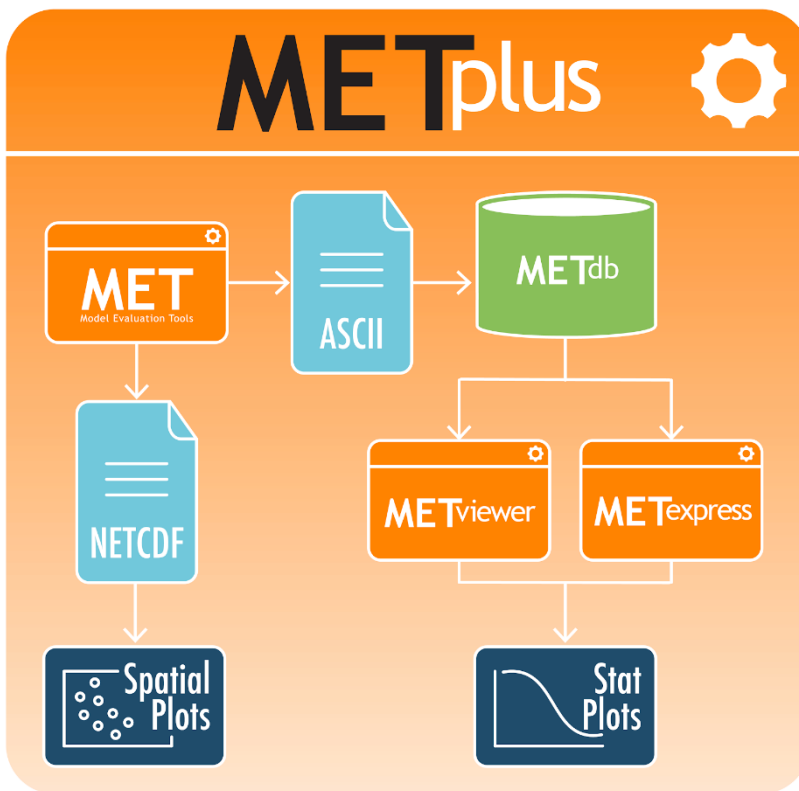 METplus
MET
Model Evaluation Tools
ASCII
METdb
NETCDF
METviewer
METexpress
Spatial
Plots
Stat
Plots